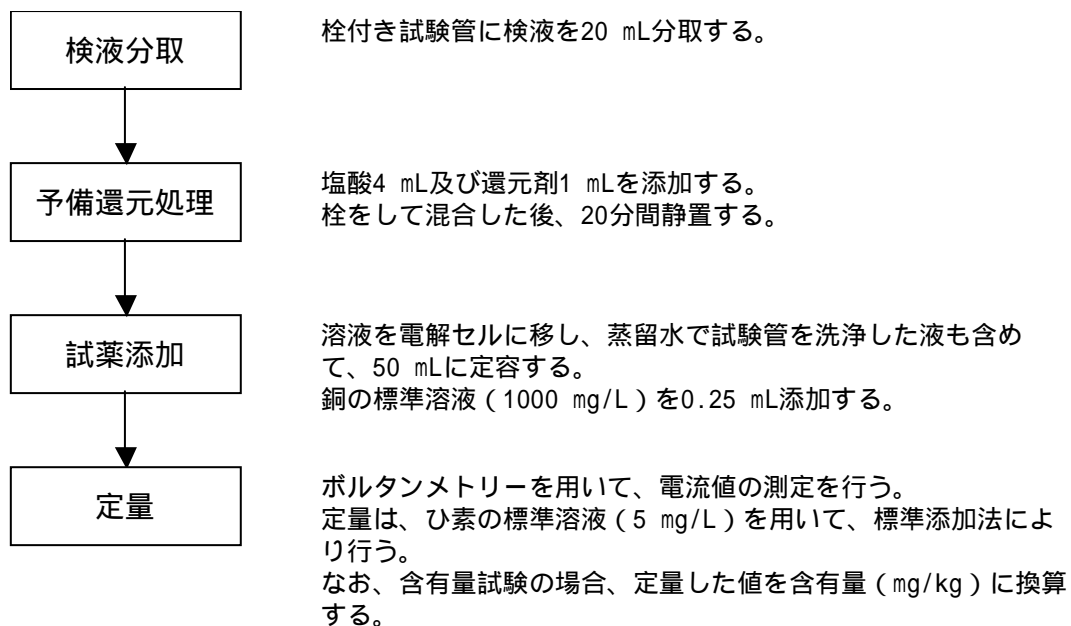 検液分取
栓付き試験管に検液を20 mL分取する。
予備還元処理
塩酸4 mL及び還元剤1 mLを添加する。
栓をして混合した後、20分間静置する。
試薬添加
溶液を電解セルに移し、蒸留水で試験管を洗浄した液も含め
て、50 mLに定容する。
銅の標準溶液(1000 mg/L)を0.25 mL添加する。
定量
ボルタンメトリーを用いて、電流値の測定を行う。
定量は、ひ素の標準溶液(5 mg/L)を用いて、標準添加法によ
り行う。
なお、含有量試験の場合、定量した値を含有量(mg/kg)に換算
する。